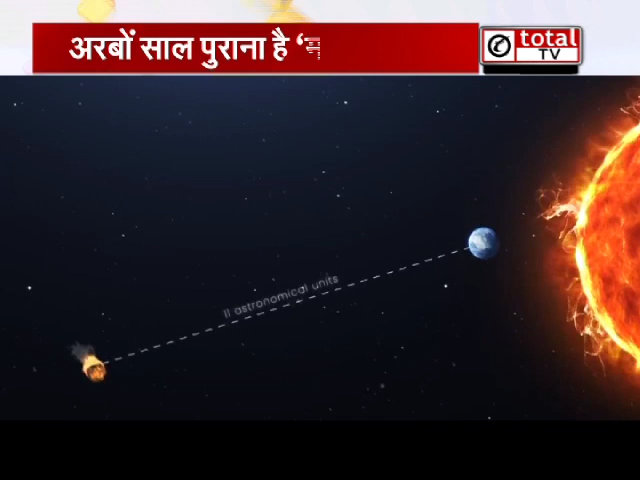 अरबों साल पुराना है ‘
total
TV
11 astronomical units